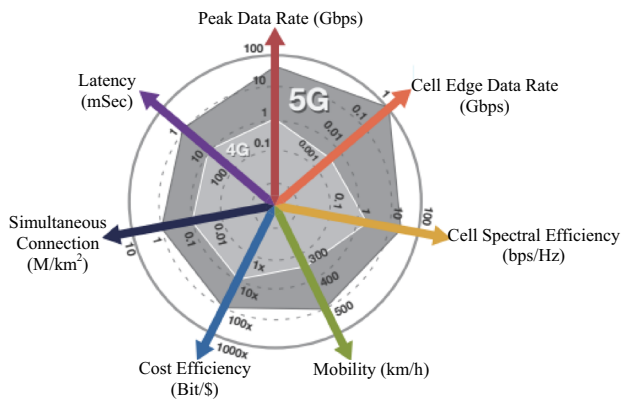 Peak Data Rate (Gbps)
100
10
1
0.1
Latency
(mSec)
1
10
100
Cell Edge Data Rate
(Gbps)
1
0.1
0.01
0.001
5G
4G
Simultaneous
Connection
(M/km²)
10
1
0.1
0.01
Cell Spectral Efficiency
(bps/Hz)
0.1
1
10
100
1x
10x
100x
1000x
300
400
500
Cost Efficiency
(Bit/$)
Mobility (km/h)